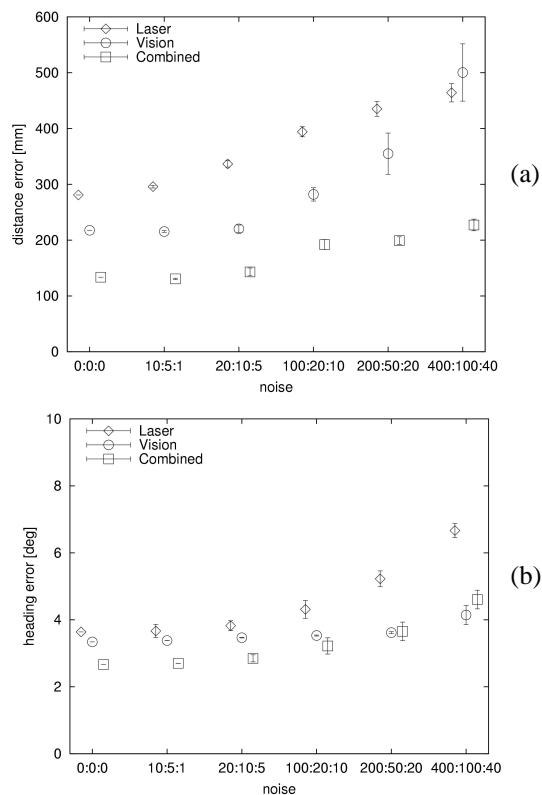 600
500
400
300
200
100
0
distance error [mm]
Laser
Vision
Combined
0:0:0 10:5:1 20:10:5 100:20:10 200:50:20 400:100:40
noise
(a)
10
8
6
4
2
0
heading error [deg]
Laser
Vision
Combined
0:0:0 10:5:1 20:10:5 100:20:10 200:50:20 400:100:40
noise
(b)